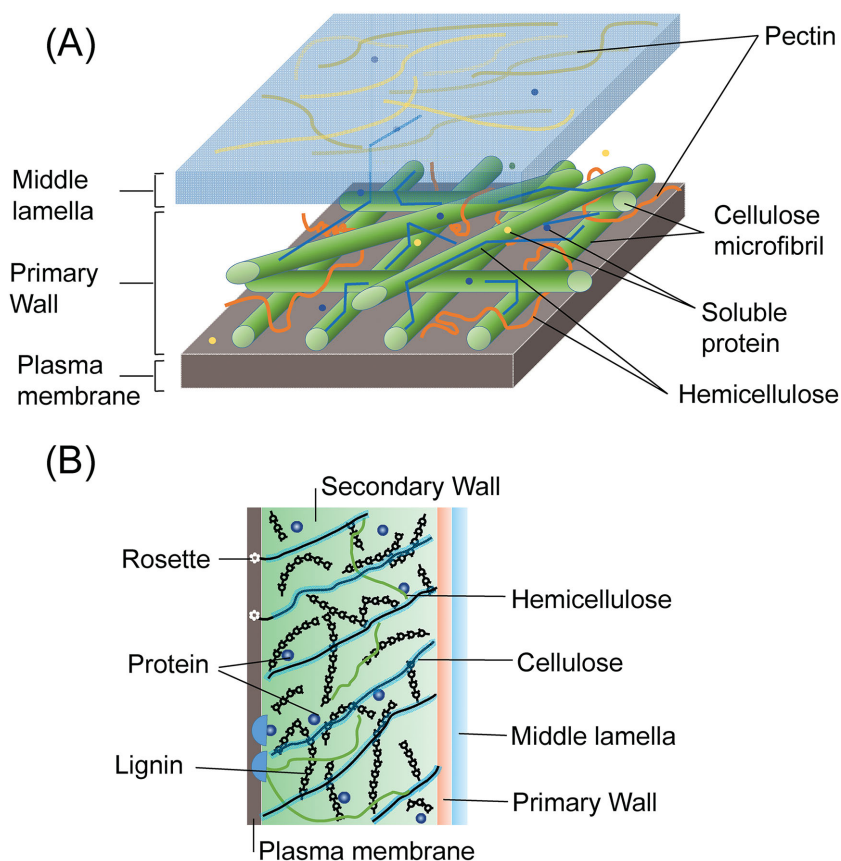 (A)
Pectin
Middle
lamella
Primary
Wall
Plasma
membrane
Cellulose
microfibril
Soluble
protein
Hemicellulose
(B)
Secondary Wall
Rosette
Hemicellulose
Protein
Cellulose
Middle lamella
Lignin
Primary Wall
Plasma membrane